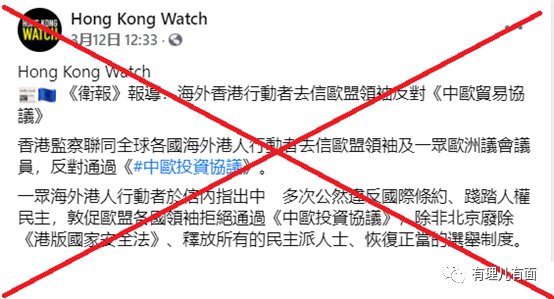 HONG KONG
WATCH
Hong Kong Watch
3月12日 12:33
Hong Kong Watch
《衛報》報導：海外香港行動者去信歐盟領袖反對《中歐貿易協
議》
香港監察聯同全球各國海外港人行動者去信歐盟領袖及一眾歐洲議會議
員，反對通過《#中歐投資協議》。
一眾海外港人行動者於信內指出中 多次公然違反國際條約、踐踏人權
民主，敦促歐盟各國領袖拒絕通過《中歐投資協議》，除非北京廢除
《港版國家安全法》、釋放所有的民主派人士、恢復正當的選舉制度。
有理儿有面